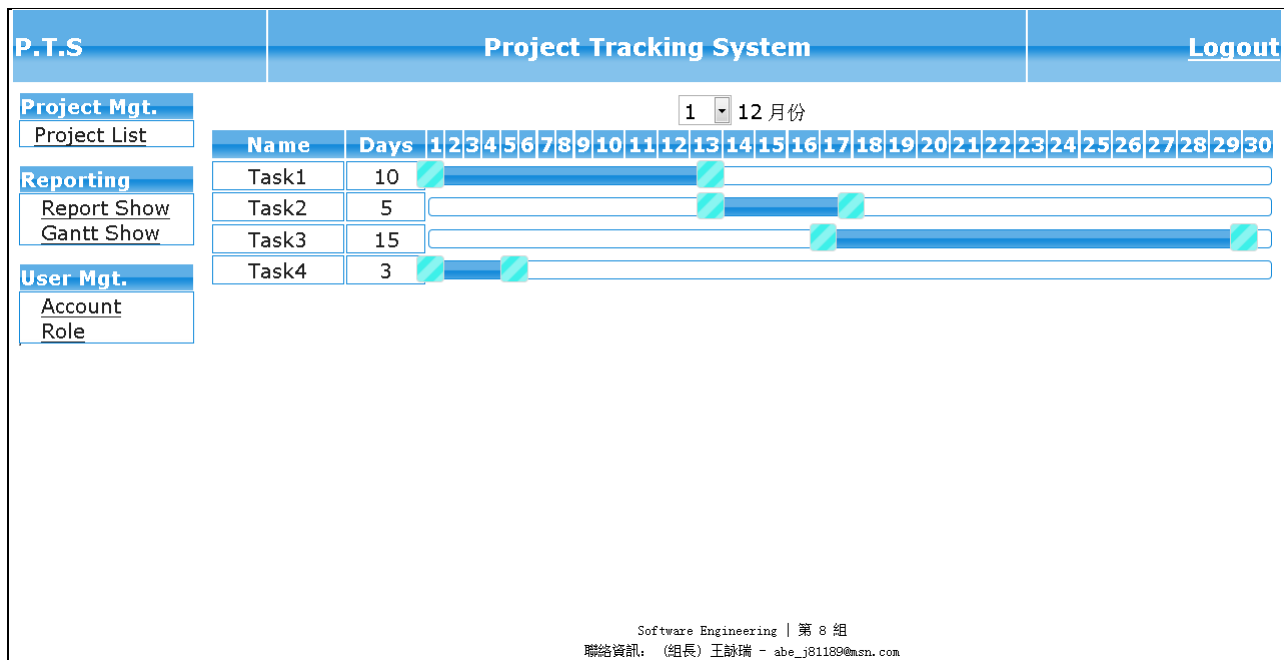 P.T.S Project Tracking System Logout
Project Mgt.
Project List
Reporting
Report Show
Gantt Show
User Mgt.
Account
Role
1 12 月份
Name Days 1 2 3 4 5 6 7 8 9 10 11 12 13 14 15 16 17 18 19 20 21 22 23 24 25 26 27 28 29 30
Task1 10
Task2 5
Task3 15
Task4 3
Software Engineering | 第 8 組
聯絡資訊: (組長) 王詠瑞 - abe_j81189@msn.com